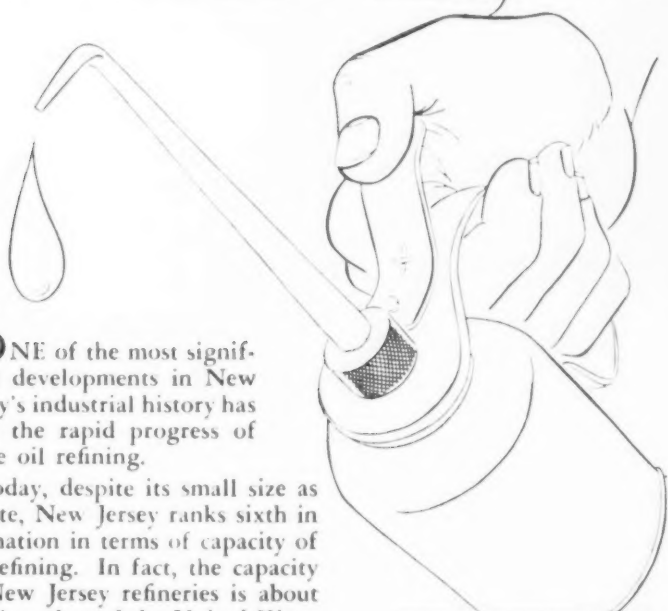 ONE of the most signif-
developments in New
y's industrial history has
the rapid progress of
e oil refining.
oday, despite its small size as
te, New Jersey ranks sixth in
nation in terms of capacity of
efining. In fact, the capacity
New Jersey refineries is about